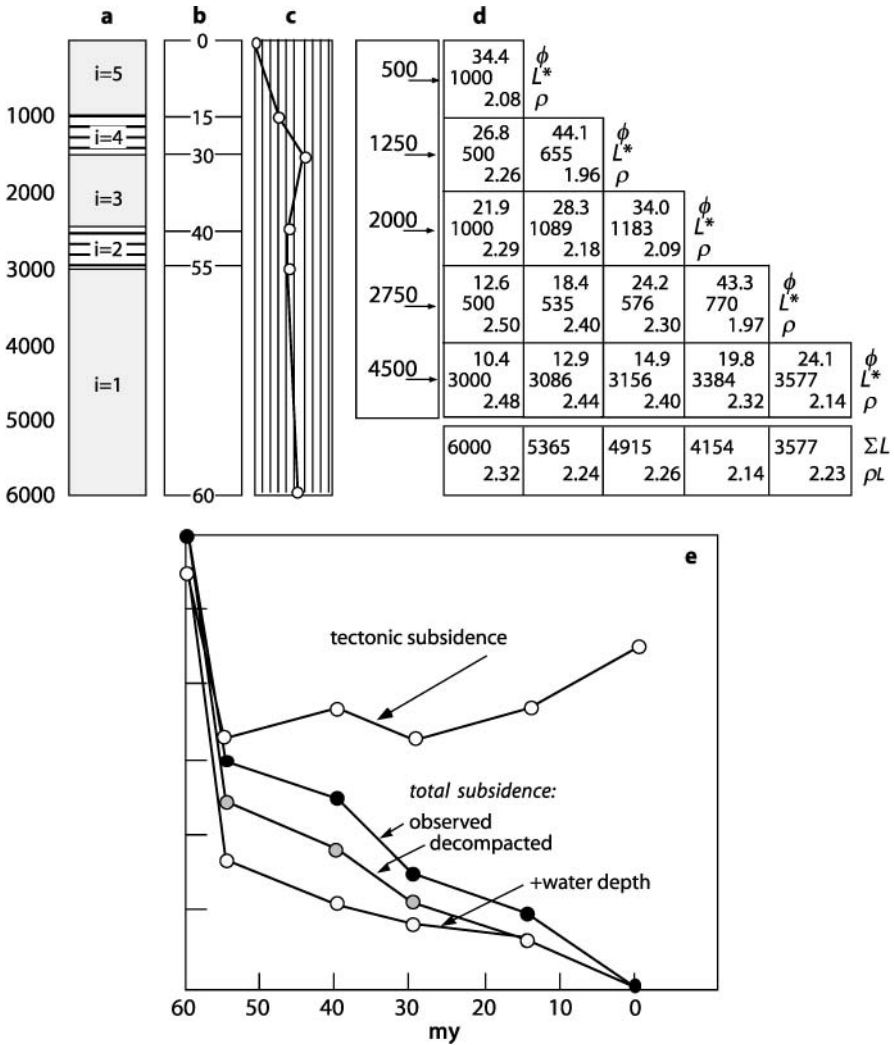 a b c d
0
i=5
500
34.4 ϕ
1000 L*
2.08 ρ
1000
15
i=4
1250
26.8 44.1 ϕ
500 655 L*
2.26 1.96 ρ
30
2000
i=3
2000
21.9 28.3 34.0 ϕ
1000 1089 1183 L*
2.29 2.18 2.09 ρ
40
i=2
3000
55
2750
12.6 18.4 24.2 43.3 ϕ
500 535 576 770 L*
2.50 2.40 2.30 1.97 ρ
4000
i=1
4500
10.4 12.9 14.9 19.8 24.1 ϕ
3000 3086 3156 3384 3577 L*
2.48 2.44 2.40 2.32 2.14 ρ
5000
6000 5365 4915 4154 3577 ΣL
2.32 2.24 2.26 2.14 2.23 ρL
6000
60
e
tectonic subsidence
total subsidence:
observed
decompacted
+water depth
60 50 40 30 20 10 0
my